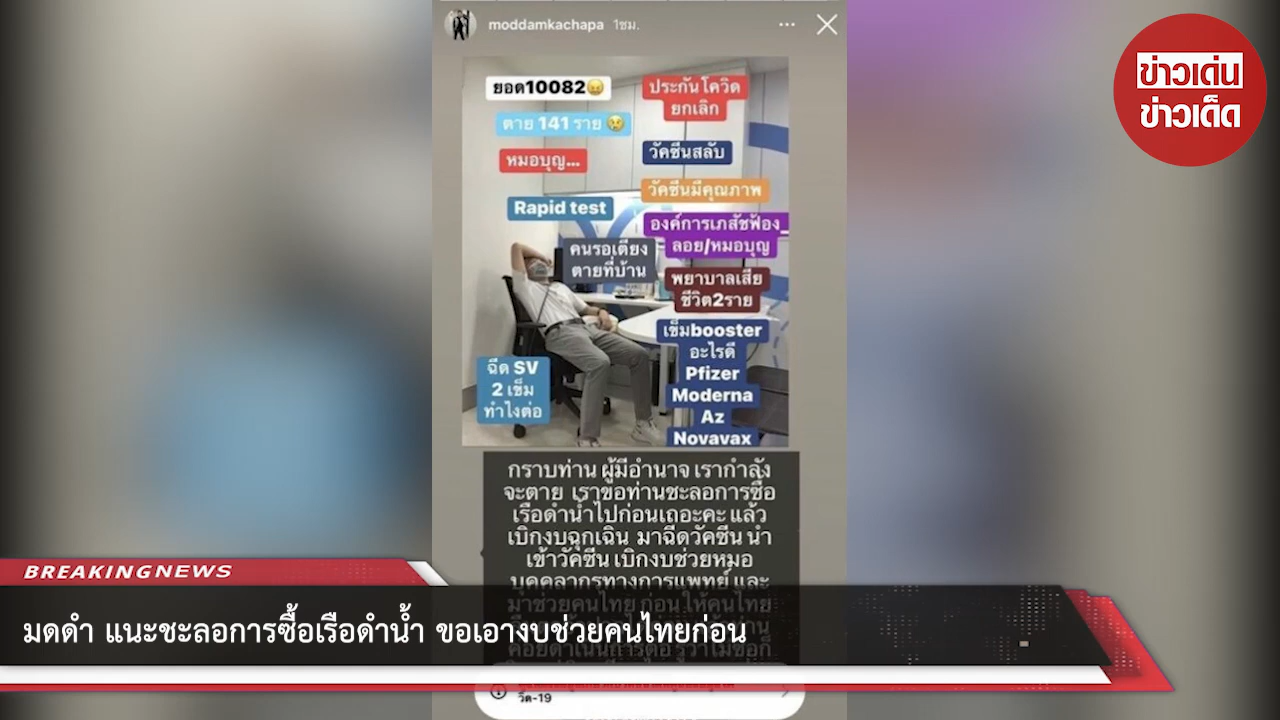 moddamkachapa 1ชม.
ข่าวเด่น
ข่าวเด็ด
ยอด10082😖
ประกันโควิด
ยกเลิก
ตาย 141 ราย 😢
หมอบุญ...
วัคซีนสลับ
วัคซีนมีคุณภาพ
Rapid test
องค์การเภสัชฟ้อง_
ลอย/หมอบุญ
คนรอเตียง
ตายที่บ้าน
พยาบาลเสีย
ชีวิต2ราย
เข็มbooster
อะไรดี
Pfizer
Moderna
Az
Novavax
ฉีด SV
2 เข็ม
ทำไงต่อ
กราบท่าน ผู้มีอำนาจ เรากำลัง
จะตาย เราขอท่านชะลอการซื้อ
เรือดำน้ำไปก่อนเถอะคะ แล้ว
เบิกงบฉุกเฉิน มาฉีดวัคซีน นำ
เข้าวัคซีน เบิกงบช่วยหมอ
บุคคลากรทางการแพทย์ และ
มาช่วยคนไทย ก่อน ให้คนไทย
BREAKINGNEWS
มดดำ แนะชะลอการซื้อเรือดำน้ำ ขอเอางบช่วยคนไทยก่อน
วิด-19